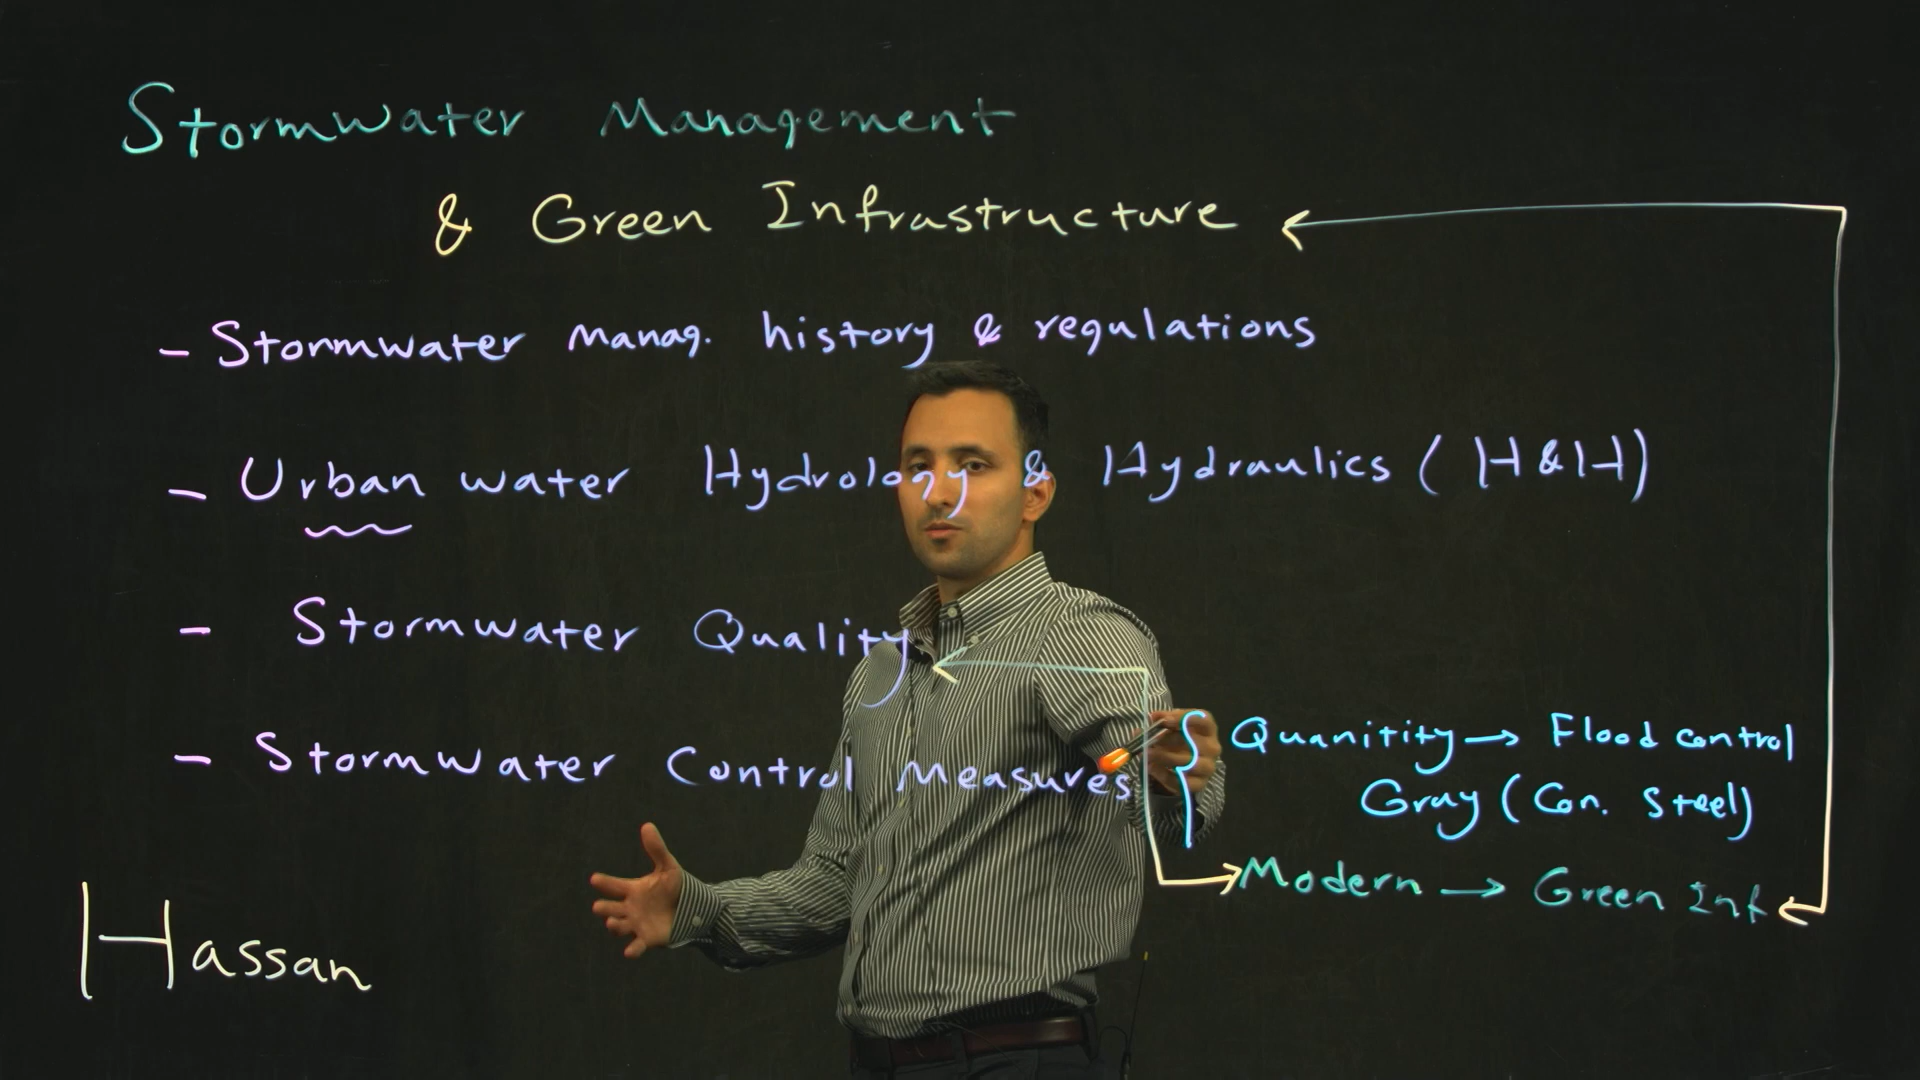 Stormwater Management
& Green Infrastructure
- Stormwater manag. history & regulations
- Urban water Hydrology & Hydraulics (H&H)
- Stormwater Quality
- Stormwater Control Measures
Quanitity → Flood control
Gray (Con. Steel)
Modern → Green Inf
Hassan